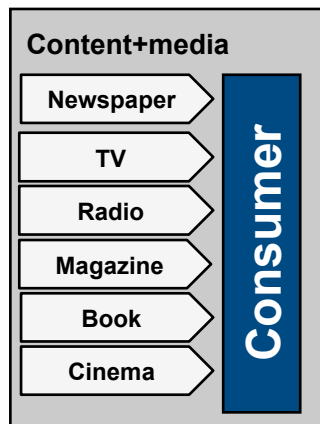 Content+media
Newspaper
TV
Radio
Magazine
Book
Cinema
Consumer